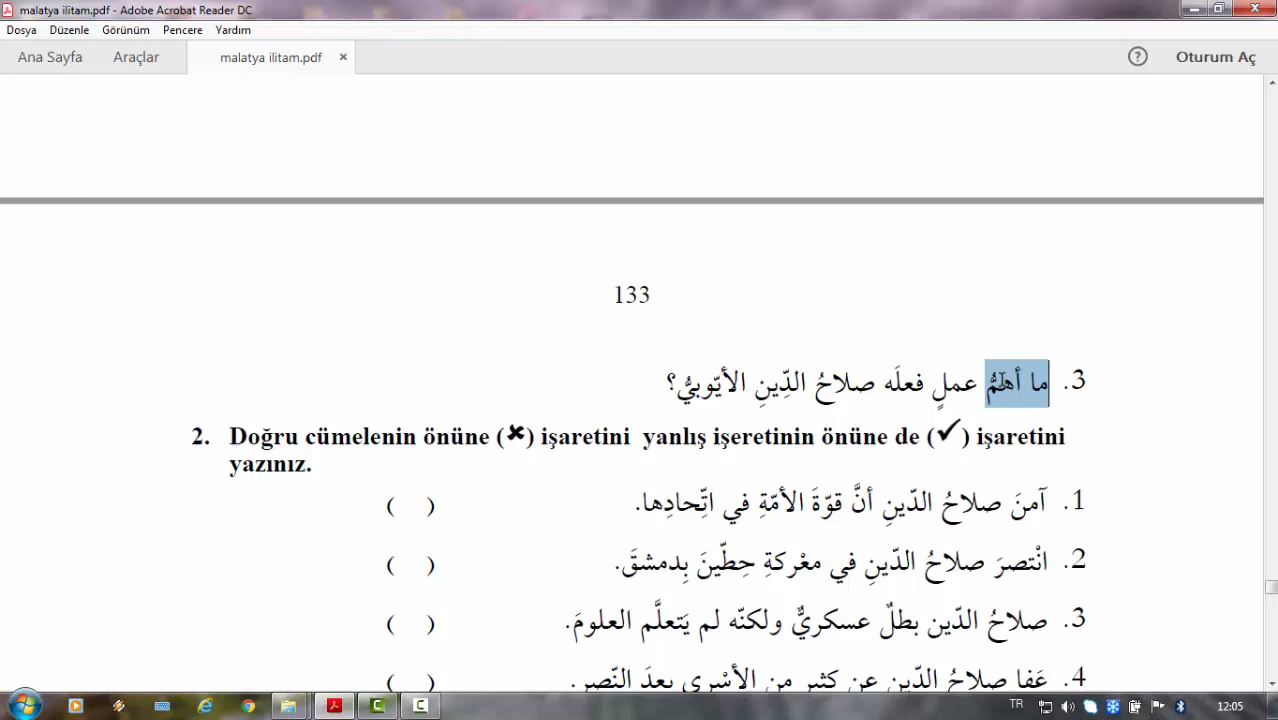 malatya ilitam.pdf - Adobe Acrobat Reader DC
Dosya Düzenle Görünüm Pencere Yardım
Ana Sayfa Araçlar malatya ilitam.pdf × ? Oturum Aç
133
3. ما أهمُّ عملٍ فعلَه صلاحُ الدِّينِ الأيّوبيُّ؟
2. Doğru cümelenin önüne (✘) işaretini yanlış işeretinin önüne de (✓) işaretini
yazınız.
1. آمنَ صلاحُ الدّينِ أنَّ قوّةَ الأمّةِ في اتِّحادِها. ( )
2. انْتصرَ صلاحُ الدّينِ في معْركةِ حِطّينَ بِدمشقَ. ( )
3. صلاحُ الدّين بطلٌ عسكريٌّ ولكنّه لم يَتعلَّم العلومَ. ( )
4. عَفا صلاحُ الدّين عن كثير من الأسْرى بعدَ النّصر. ( )
TR 12:05